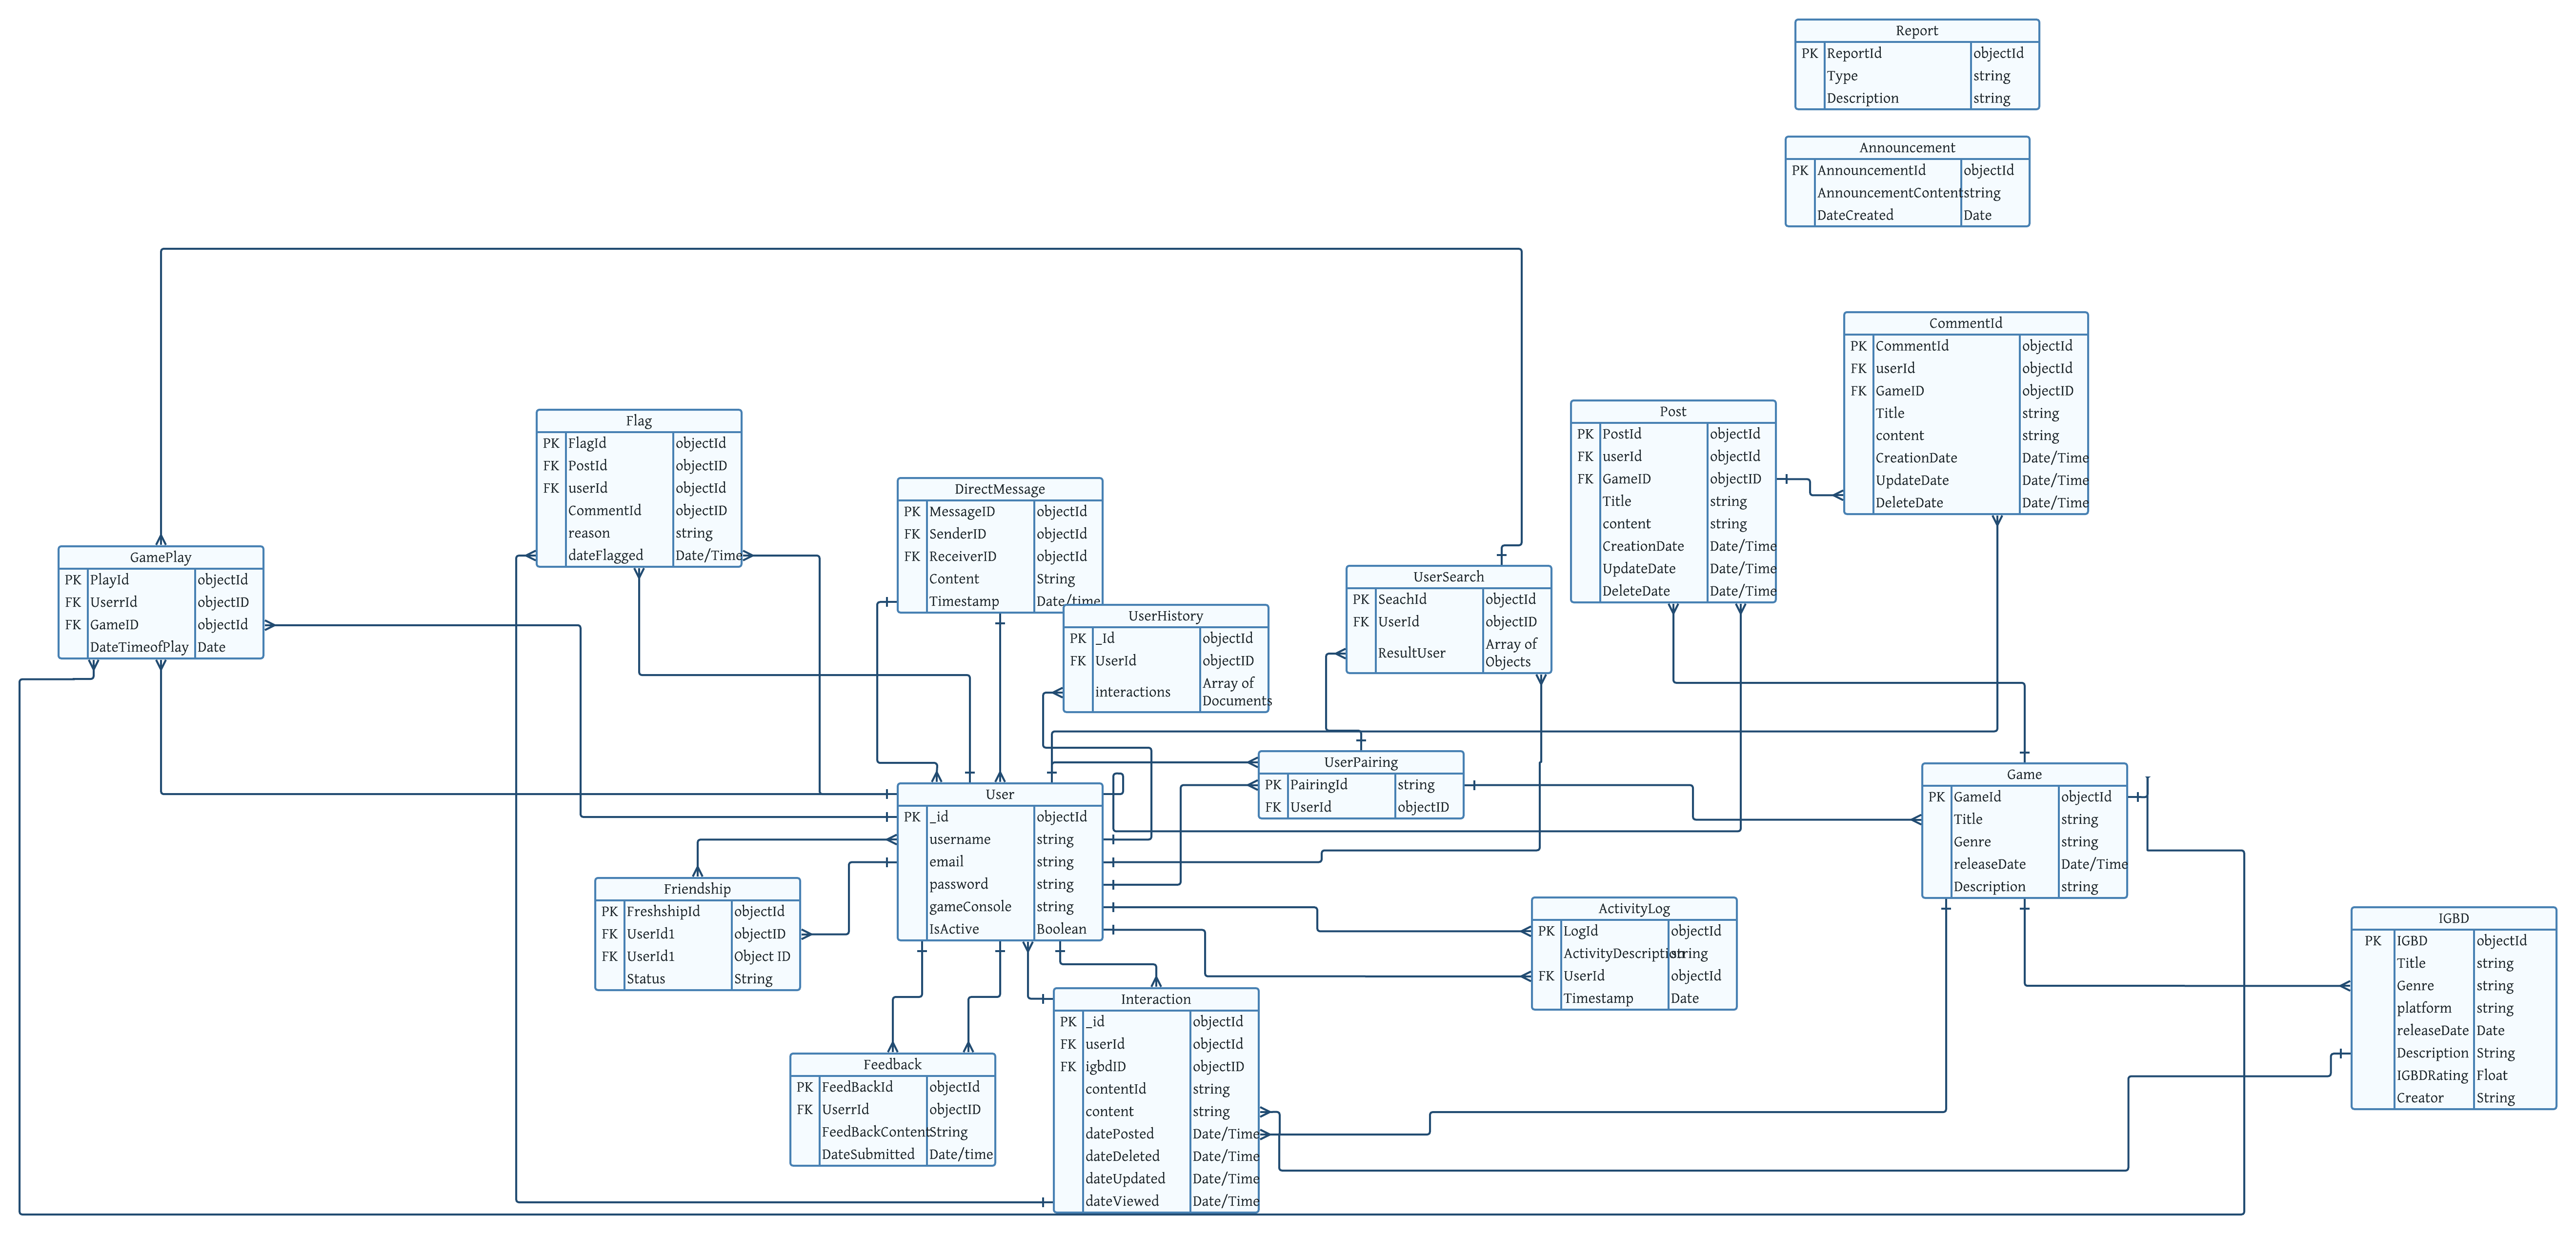 Report
PK ReportId objectId
Type string
Description string
Announcement
PK AnnouncementId objectId
AnnouncementContent string
DateCreated Date
CommentId
PK CommentId objectId
FK userId objectId
FK GameID objectID
Title string
content string
CreationDate Date/Time
UpdateDate Date/Time
DeleteDate Date/Time
Post
PK PostId objectId
FK userId objectId
FK GameID objectID
Title string
content string
CreationDate Date/Time
UpdateDate Date/Time
DeleteDate Date/Time
Flag
PK FlagId objectId
FK PostId objectID
FK userId objectId
CommentId objectID
reason string
dateFlagged Date/Time
DirectMessage
PK MessageID objectId
FK SenderID objectId
FK ReceiverID objectId
Content String
Timestamp Date/time
GamePlay
PK PlayId objectId
FK UserrId objectID
FK GameID objectId
DateTimeofPlay Date
UserHistory
PK _Id objectId
FK UserId objectID
interactions Array of
Documents
UserSearch
PK SeachId objectId
FK UserId objectID
ResultUser Array of
Objects
UserPairing
PK PairingId string
FK UserId objectID
User
PK _id objectId
username string
email string
password string
gameConsole string
IsActive Boolean
Game
PK GameId objectId
Title string
Genre string
releaseDate Date/Time
Description string
Friendship
PK FreshshipId objectId
FK UserId1 objectID
FK UserId1 Object ID
Status String
ActivityLog
PK LogId objectId
ActivityDescription string
FK UserId objectId
Timestamp Date
IGBD
PK IGBD objectId
Title string
Genre string
platform string
releaseDate Date
Description String
IGBDRating Float
Creator String
Interaction
PK _id objectId
FK userId objectId
FK igbdID objectID
contentId string
content string
datePosted Date/Time
dateDeleted Date/Time
dateUpdated Date/Time
dateViewed Date/Time
Feedback
PK FeedBackId objectId
FK UserrId objectID
FeedBackContent String
DateSubmitted Date/time